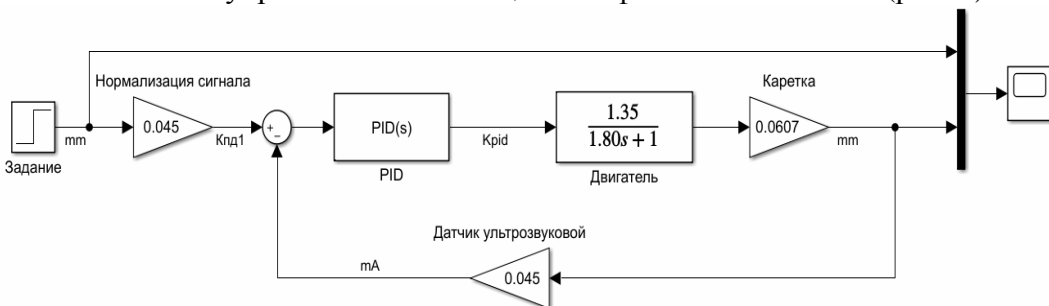 Нормализация сигнала
Каретка
0.045
+
−
PID(s)
1.35
1.80s + 1
0.0607
mm
Кпд1
Kpid
mm
Задание
PID
Двигатель
Датчик ультрозвуковой
mA
0.045